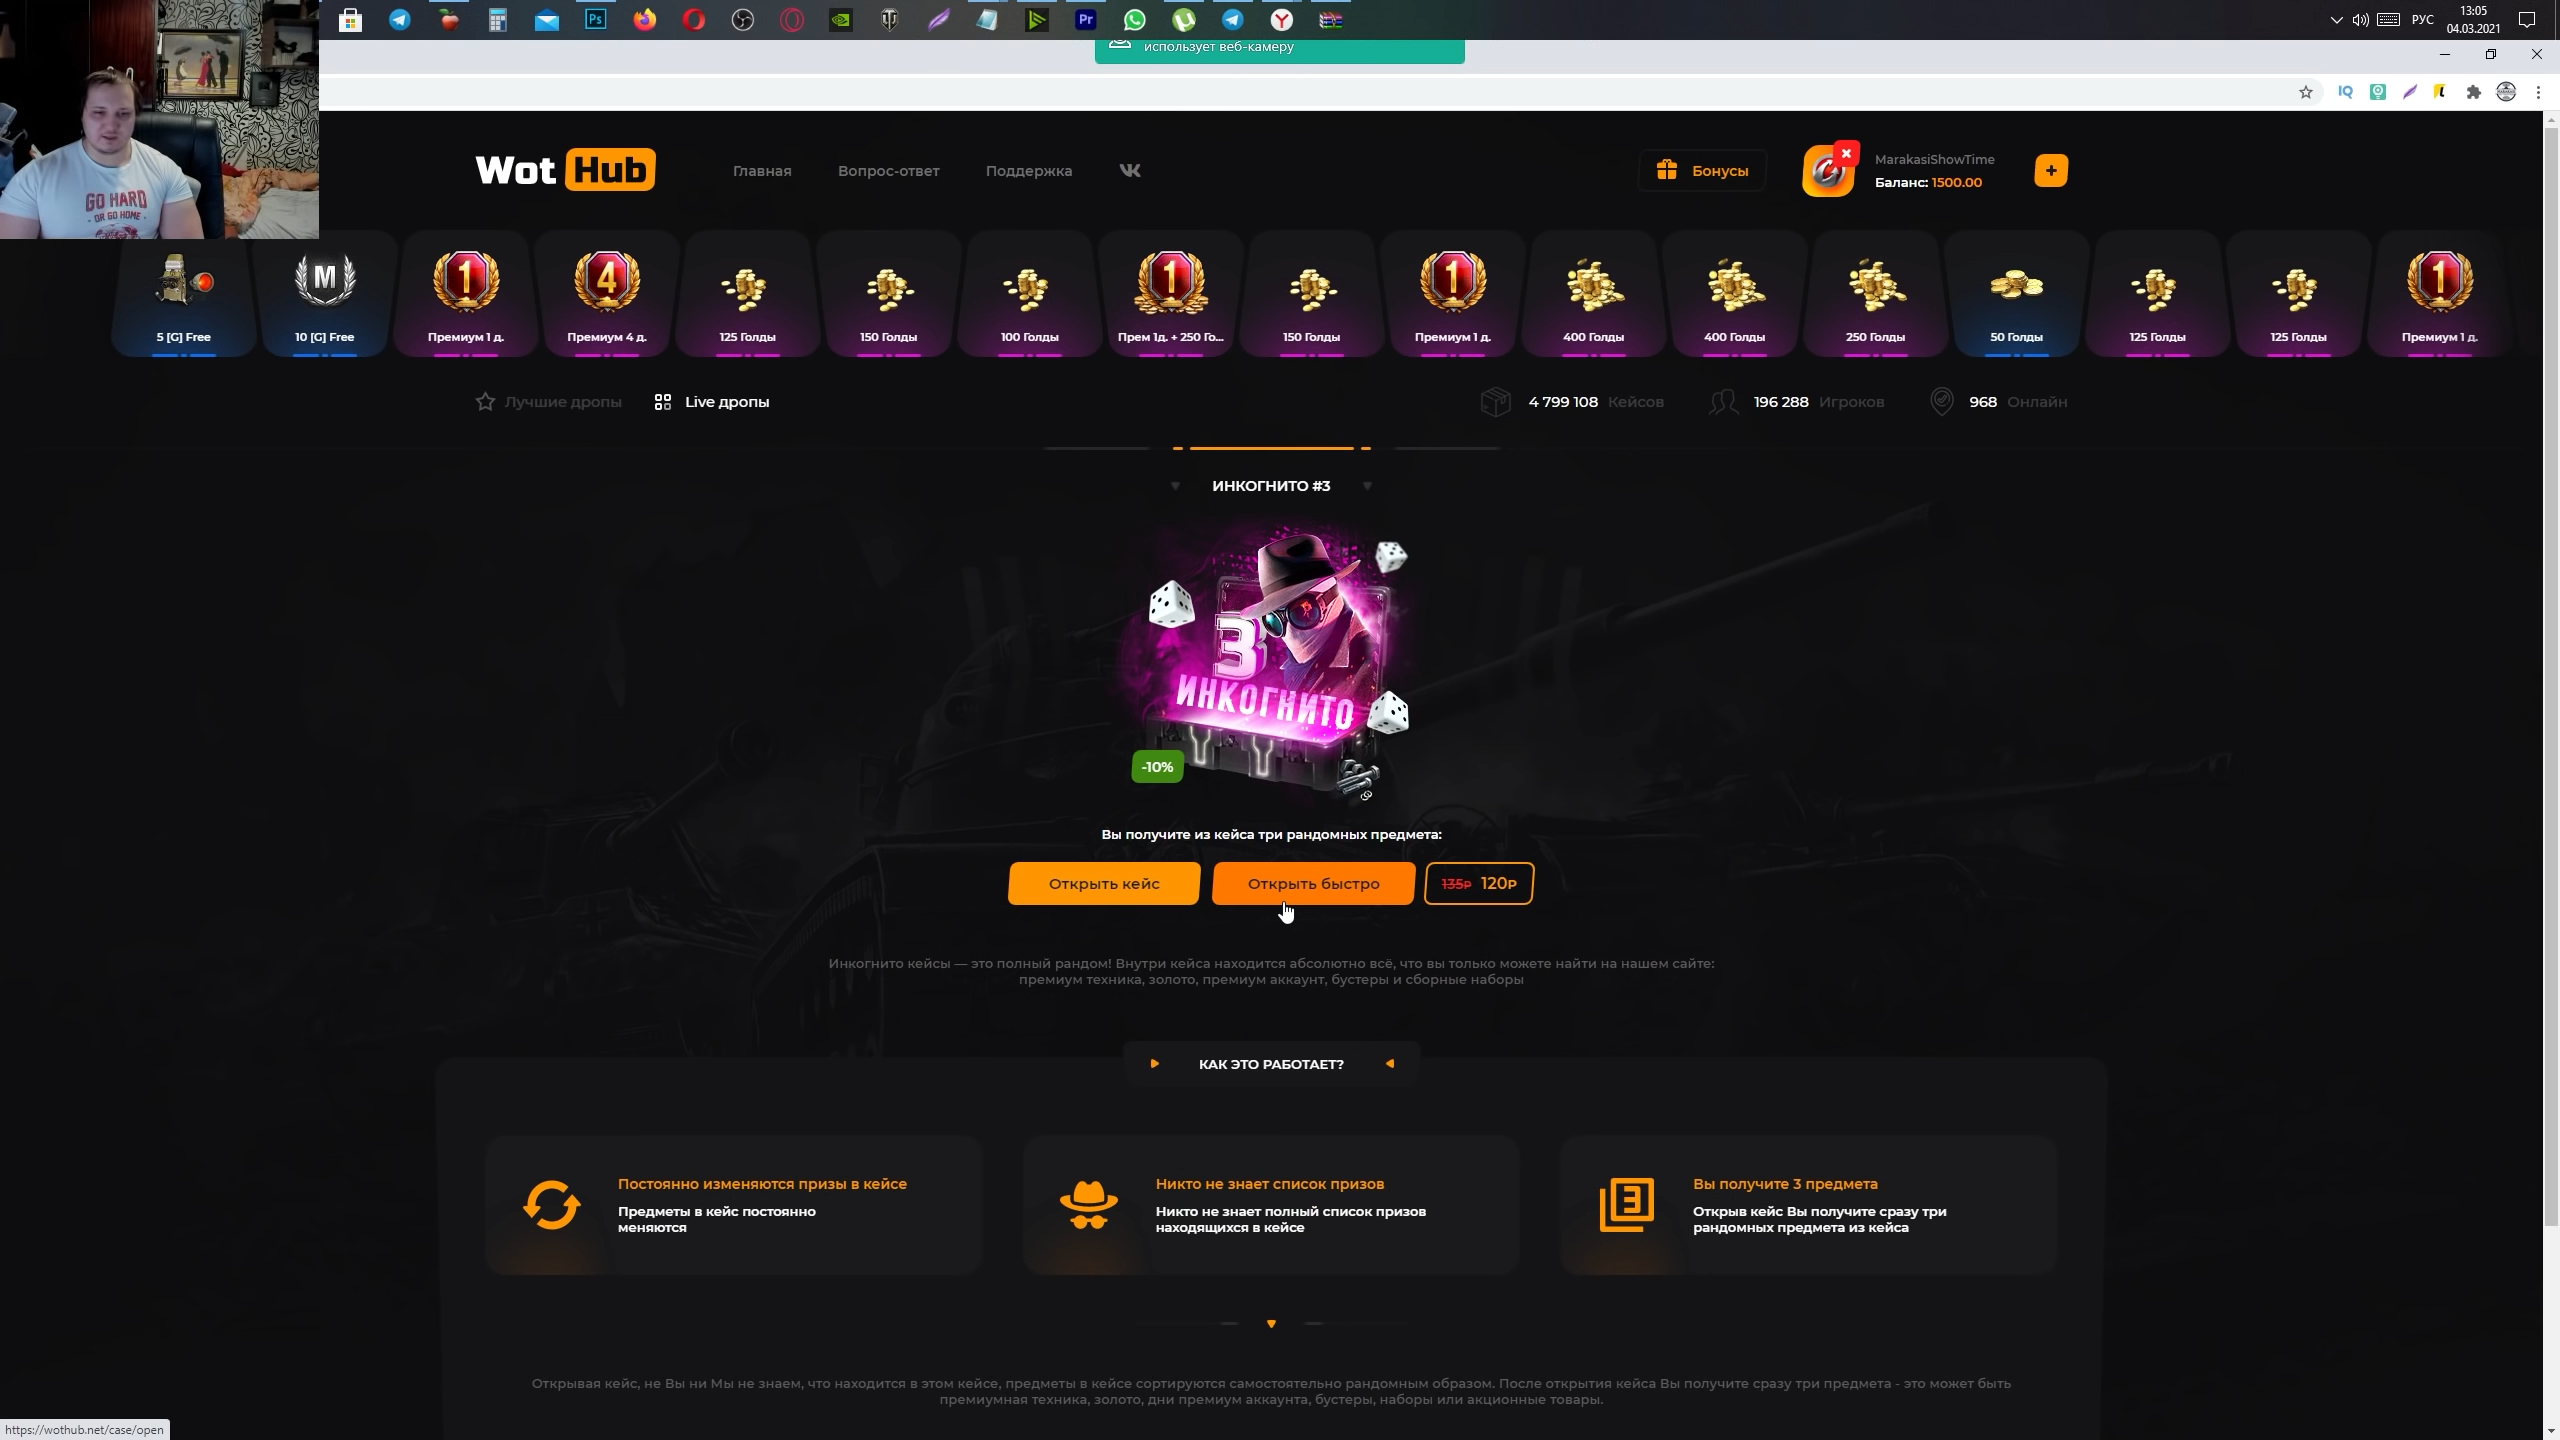 РУС
13:05
04.03.2021
использует веб-камеру
IQ
Wot Hub
Главная
Вопрос-ответ
Поддержка
Бонусы
MarakasiShowTime
Баланс: 1500.00
GO HARD
- OR GO HOME -
5 [G] Free
10 [G] Free
Премиум 1 д.
Премиум 4 д.
125 Голды
150 Голды
100 Голды
Прем 1д. + 250 Го...
150 Голды
Премиум 1 д.
400 Голды
400 Голды
250 Голды
50 Голды
125 Голды
125 Голды
Премиум 1 д.
Лучшие дропы
Live дропы
4 799 108 Кейсов
196 288 Игроков
968 Онлайн
ИНКОГНИТО #3
3
ИНКОГНИТО
-10%
Вы получите из кейса три рандомных предмета:
Открыть кейс
Открыть быстро
135₽ 120₽
Инкогнито кейсы — это полный рандом! Внутри кейса находится абсолютно всё, что вы только можете найти на нашем сайте:
премиум техника, золото, премиум аккаунт, бустеры и сборные наборы
КАК ЭТО РАБОТАЕТ?
Постоянно изменяются призы в кейсе
Предметы в кейс постоянно
меняются
Никто не знает список призов
Никто не знает полный список призов
находящихся в кейсе
3
Вы получите 3 предмета
Открыв кейс Вы получите сразу три
рандомных предмета из кейса
Открывая кейс, не Вы ни Мы не знаем, что находится в этом кейсе, предметы в кейсе сортируются самостоятельно рандомным образом. После открытия кейса Вы получите сразу три предмета - это может быть
премиумная техника, золото, дни премиум аккаунта, бустеры, наборы или акционные товары.
https://wothub.net/case/open